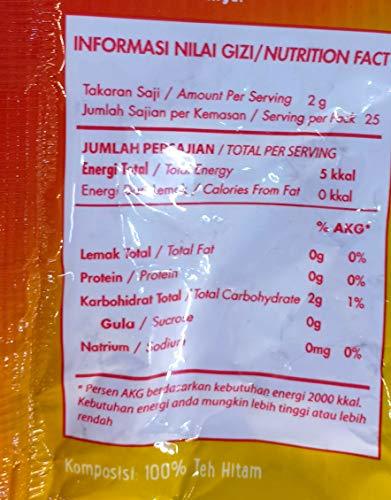 INFORMASI NILAI GIZI/NUTRITION FACT
Takaran Saji / Amount Per Serving 2 g
Jumlah Sajian per Kemasan / Serving per Pack 25
JUMLAH PERSAJIAN / TOTAL PER SERVING
Energi Total / Total Energy 5 kkal
Energi Dari Lemak / Calories From Fat 0 kkal
% AKG*
Lemak Total / Total Fat 0g 0%
Protein / Protein 0g 0%
Karbohidrat Total / Total Carbohydrate 2g 1%
Gula / Sucrose 0g
Natrium / Sodium 0mg 0%
* Persen AKG berdasarkan kebutuhan energi 2000 kkal.
Kebutuhan energi anda mungkin lebih tinggi atau lebih
rendah
Komposisi: 100% Teh Hitam